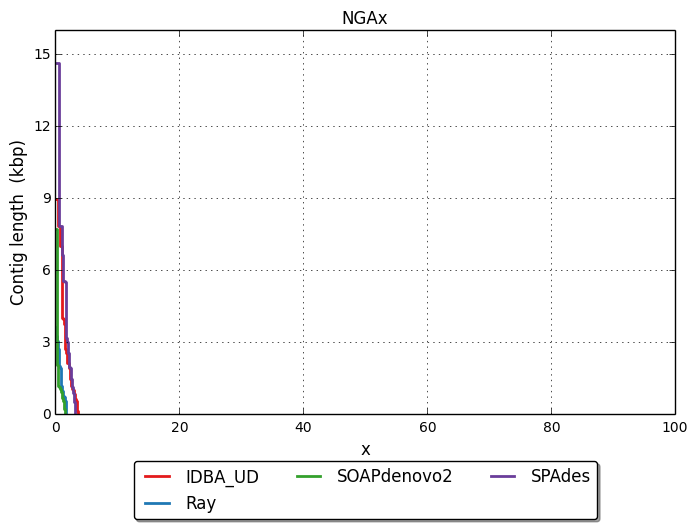 NGAx
15
12
9
6
3
0
Contig length (kbp)
0 20 40 60 80 100
x
IDBA_UD SOAPdenovo2 SPAdes
Ray